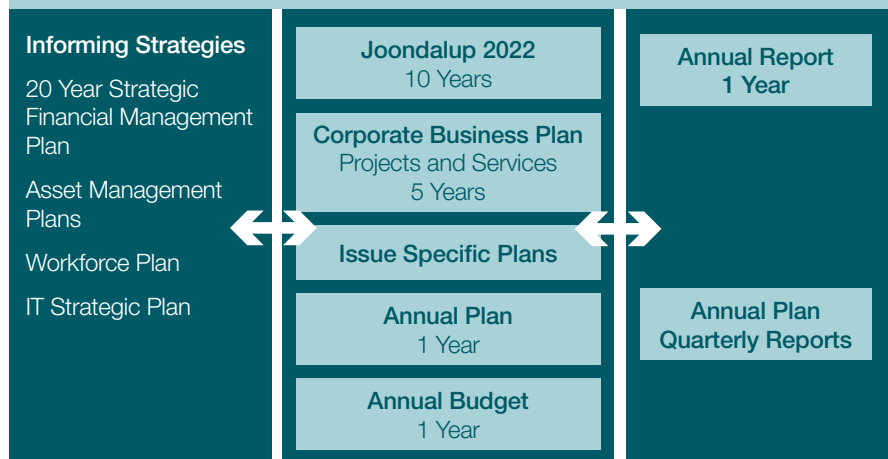 Informing Strategies
20 Year Strategic
Financial Management
Plan
Asset Management
Plans
Workforce Plan
IT Strategic Plan
Joondalup 2022
10 Years
Corporate Business Plan
Projects and Services
5 Years
Issue Specific Plans
Annual Plan
1 Year
Annual Budget
1 Year
Annual Report
1 Year
Annual Plan
Quarterly Reports